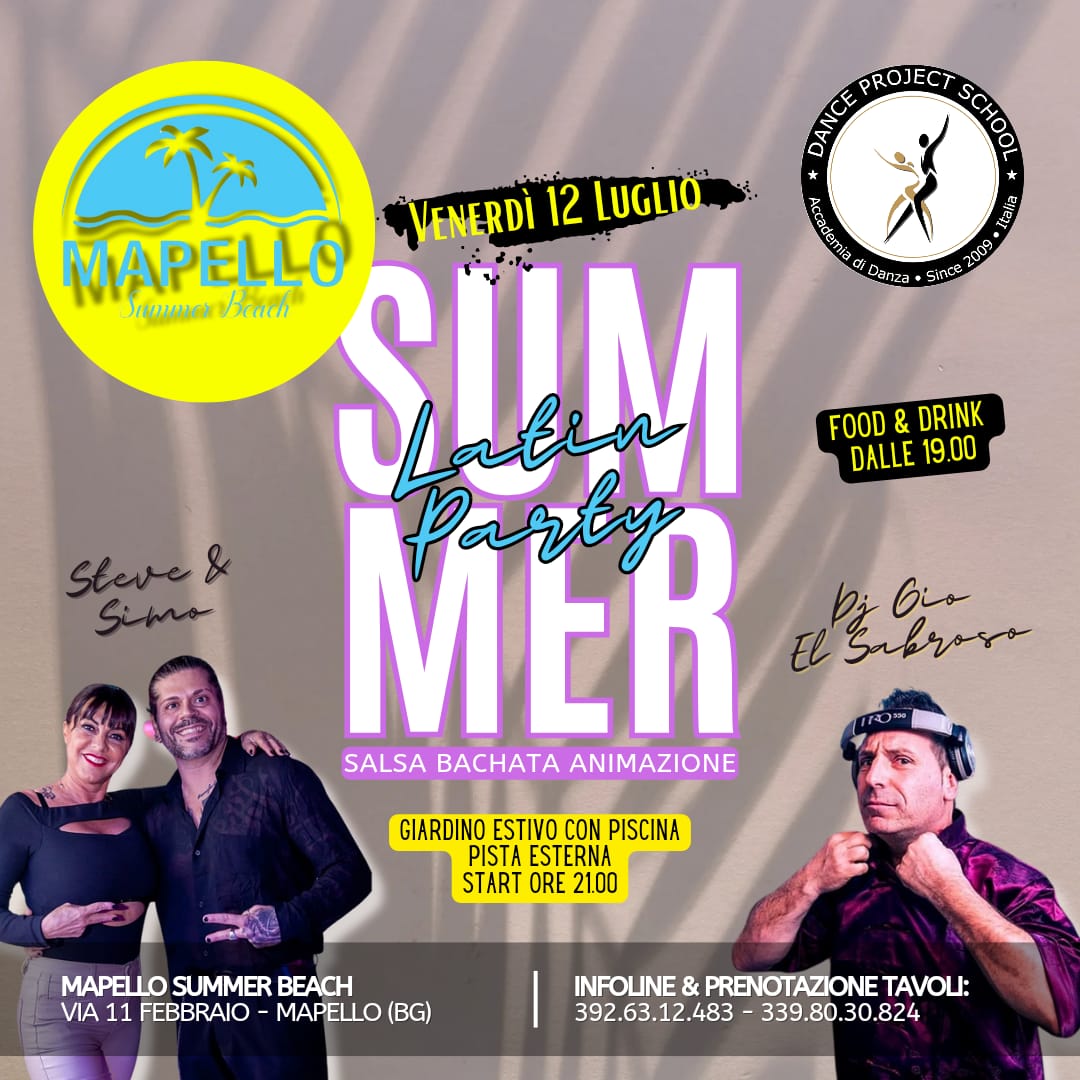 MAPELLO
Summer Beach
DANCE PROJECT SCHOOL
Accademia di Danza • Since 2009 • Italia
Venerdì 12 Luglio
SUM
Latin
Party
MER
SALSA BACHATA ANIMAZIONE
FOOD & DRINK
DALLE 19.00
Steve &
Simo
Dj Gio
El Sabroso
PRO 550
GIARDINO ESTIVO CON PISCINA
PISTA ESTERNA
START ORE 21.00
MAPELLO SUMMER BEACH
VIA 11 FEBBRAIO - MAPELLO (BG)
INFOLINE & PRENOTAZIONE TAVOLI:
392.63.12.483 - 339.80.30.824